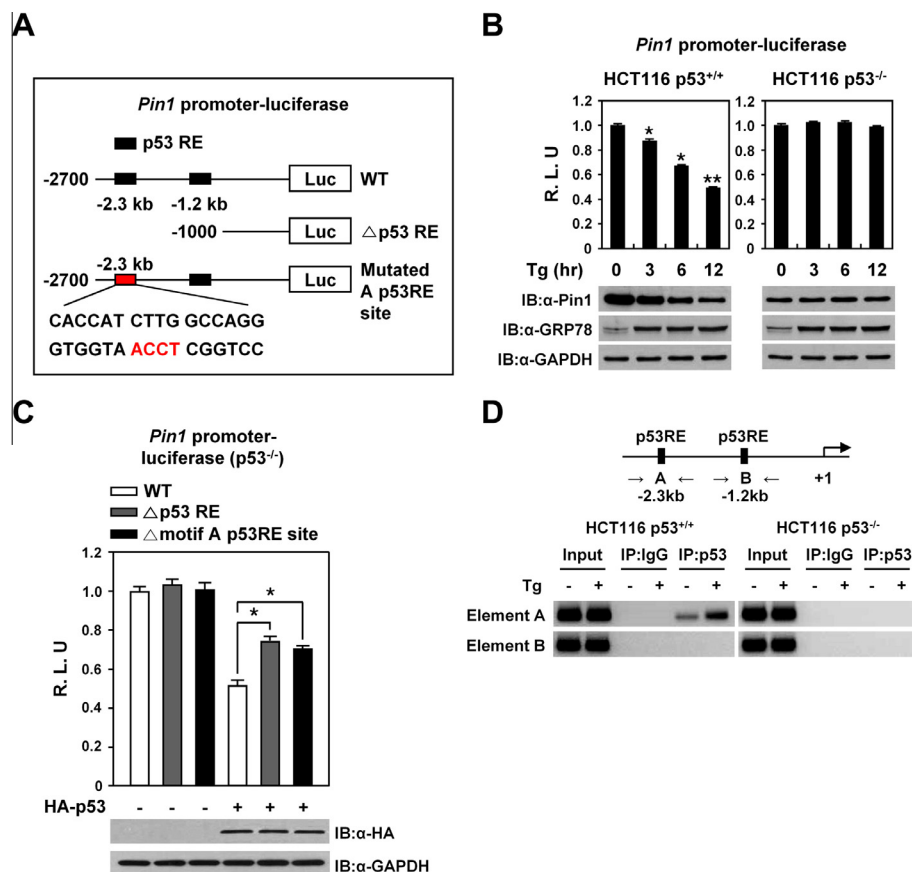 A
Pin1 promoter-luciferase
p53 RE
-2700
Luc
WT
-2.3 kb
-1.2 kb
-1000
Luc
△p53 RE
-2.3 kb
-2700
Luc
Mutated
A p53RE
site
CACCAT CTTG GCCAGG
GTGGTA ACCT CGGTCC
B
Pin1 promoter-luciferase
HCT116 p53+/+
HCT116 p53-/-
R. L. U
1.2
1.0
0.8
0.6
0.4
0.2
0
*
*
**
1.2
1.0
0.8
0.6
0.4
0.2
0
Tg (hr)
0 3 6 12
0 3 6 12
IB:α-Pin1
IB:α-GRP78
IB:α-GAPDH
C
Pin1 promoter-
luciferase (p53-/-)
WT
△p53 RE
△motif A p53RE site
R. L. U
1.2
1.0
0.8
0.6
0.4
0.2
0
*
*
HA-p53
- - - + + +
IB:α-HA
IB:α-GAPDH
D
p53RE p53RE
→ A ← → B ←
+1
-2.3kb -1.2kb
HCT116 p53+/+
HCT116 p53-/-
Input IP:IgG IP:p53
Input IP:IgG IP:p53
Tg
- + - + - +
- + - + - +
Element A
Element B